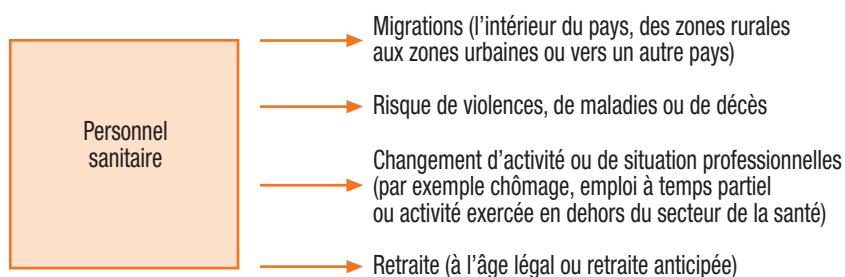 Personnel
sanitaire
Migrations (l’intérieur du pays, des zones rurales
aux zones urbaines ou vers un autre pays)
Risque de violences, de maladies ou de décès
Changement d’activité ou de situation professionnelles
(par exemple chômage, emploi à temps partiel
ou activité exercée en dehors du secteur de la santé)
Retraite (à l’âge légal ou retraite anticipée)